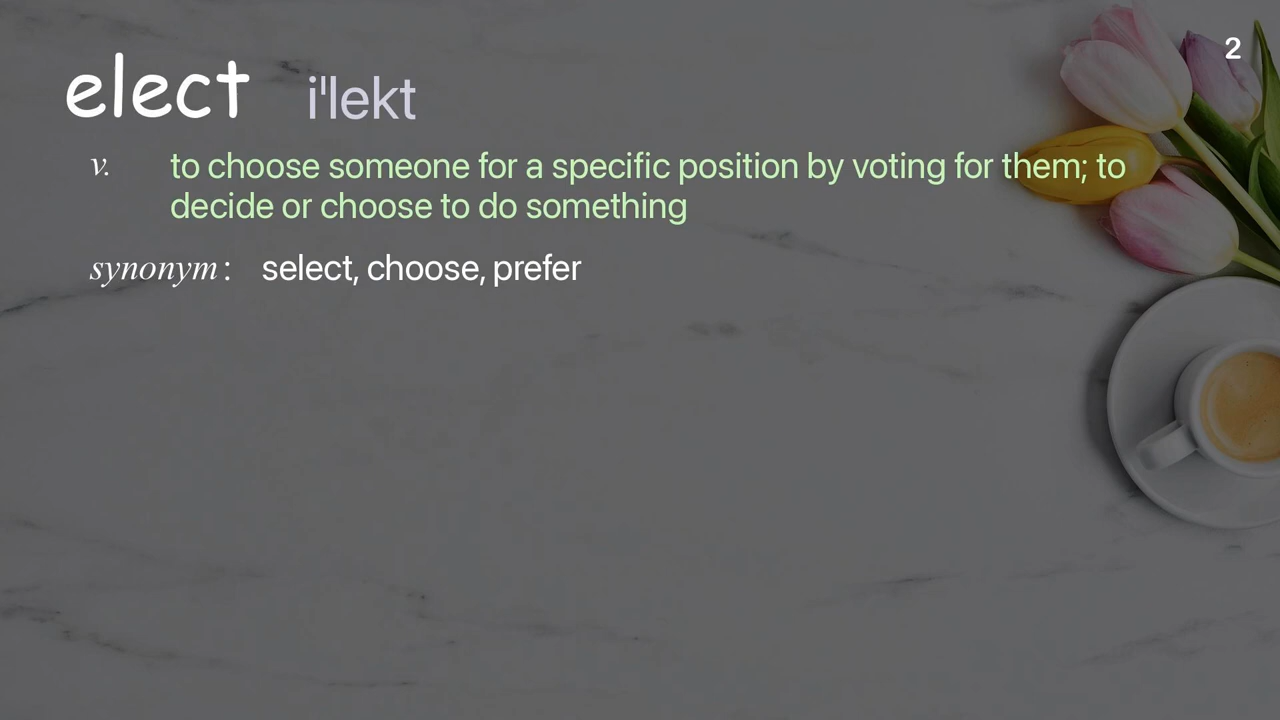 2
elect iˈlekt
v. to choose someone for a specific position by voting for them; to
decide or choose to do something
synonym : select, choose, prefer